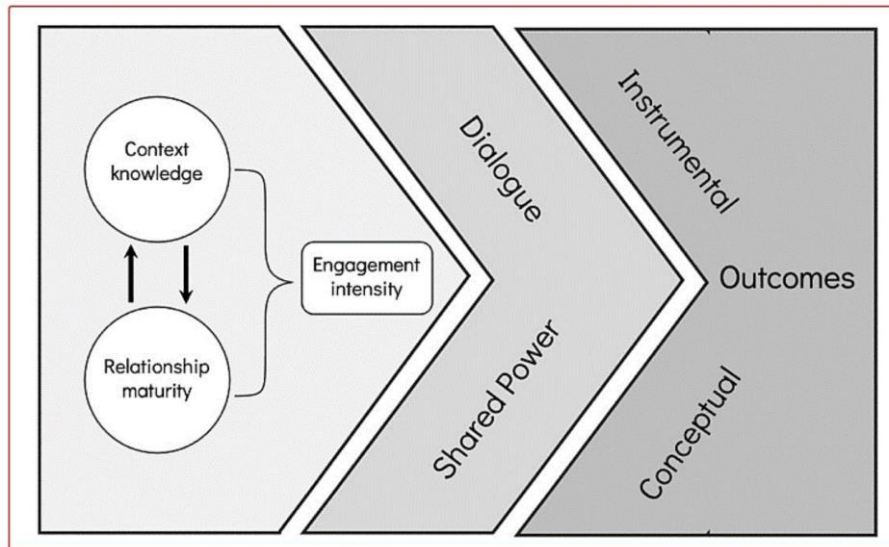 Context
knowledge
Relationship
maturity
Engagement
intensity
Dialogue
Shared Power
Instrumental
Outcomes
Conceptual